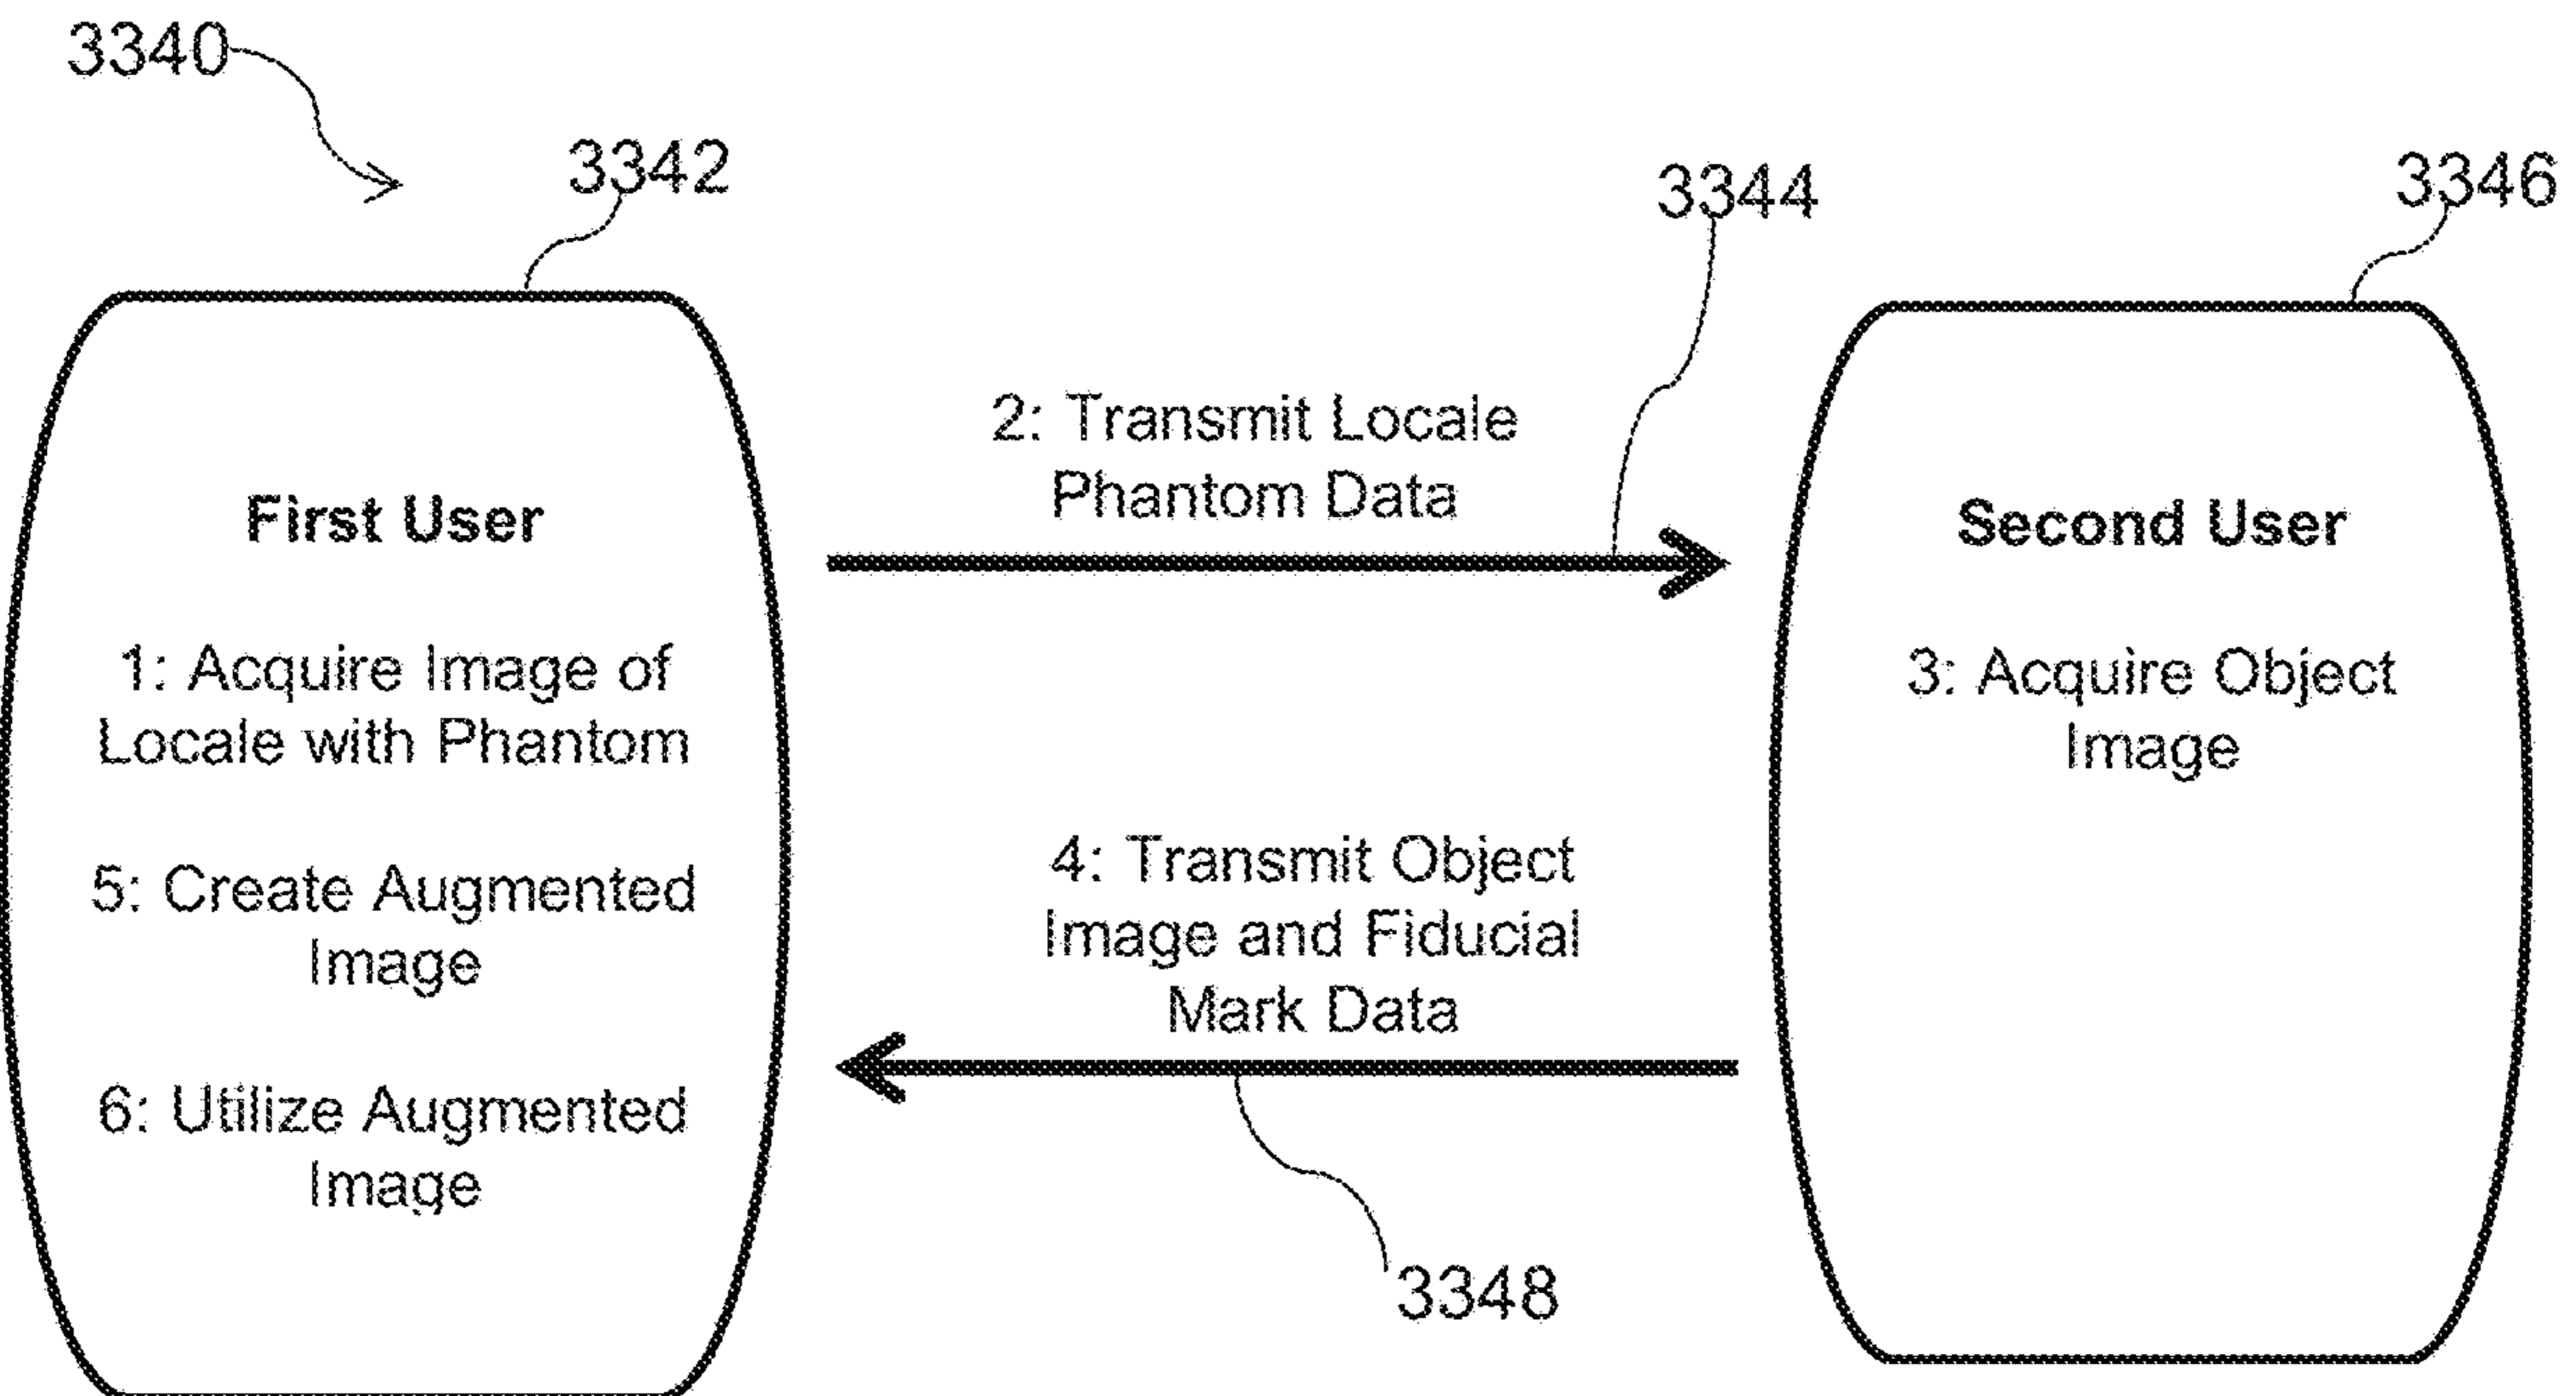 3340
3342
3344
3346
First User
1: Acquire Image of
Locale with Phantom
5: Create Augmented
Image
6: Utilize Augmented
Image
2: Transmit Locale
Phantom Data
4: Transmit Object
Image and Fiducial
Mark Data
3348
Second User
3: Acquire Object
Image